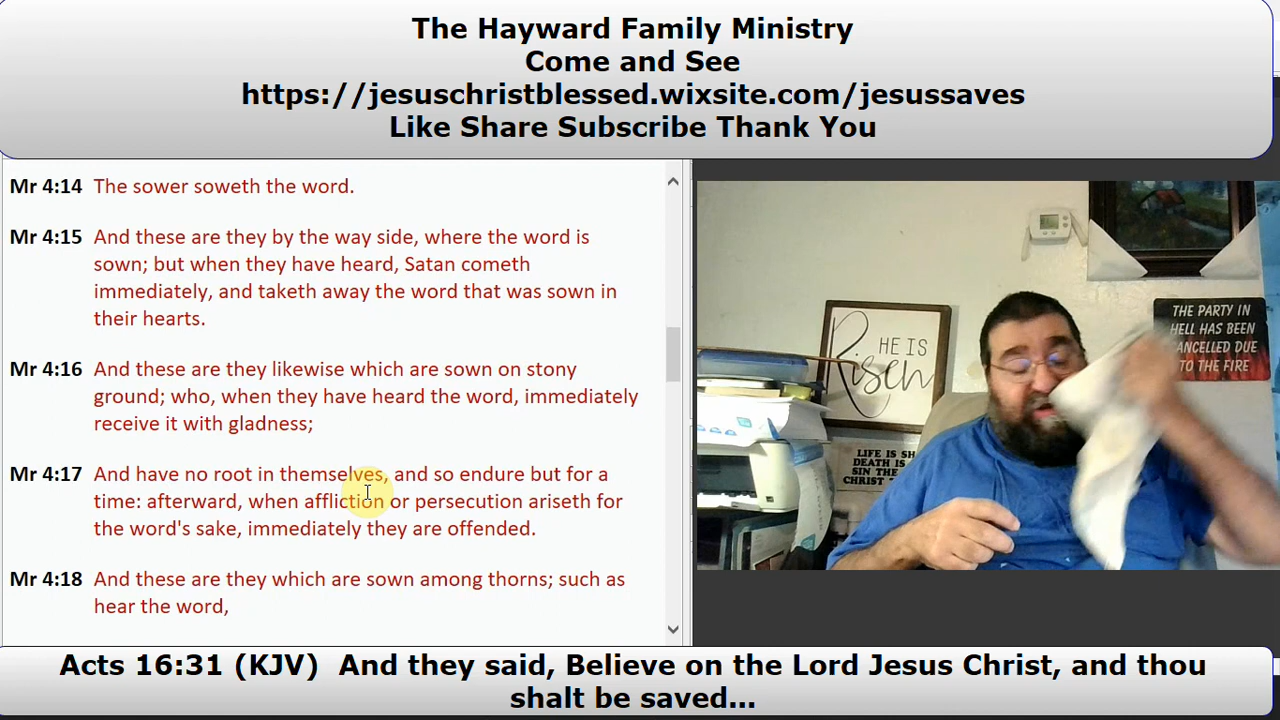 The Hayward Family Ministry
Come and See
https://jesuschristblessed.wixsite.com/jesussaves
Like Share Subscribe Thank You
Mr 4:14 The sower soweth the word.
Mr 4:15 And these are they by the way side, where the word is
sown; but when they have heard, Satan cometh
immediately, and taketh away the word that was sown in
their hearts.
Mr 4:16 And these are they likewise which are sown on stony
ground; who, when they have heard the word, immediately
receive it with gladness;
Mr 4:17 And have no root in themselves, and so endure but for a
time: afterward, when affliction or persecution ariseth for
the word's sake, immediately they are offended.
Mr 4:18 And these are they which are sown among thorns; such as
hear the word,
HE IS
Risen
THE PARTY IN
HELL HAS BEEN
CANCELLED DUE
TO THE FIRE
LIFE IS
DEATH IS
SIN THE
CHRIST
Acts 16:31 (KJV) And they said, Believe on the Lord Jesus Christ, and thou
shalt be saved...